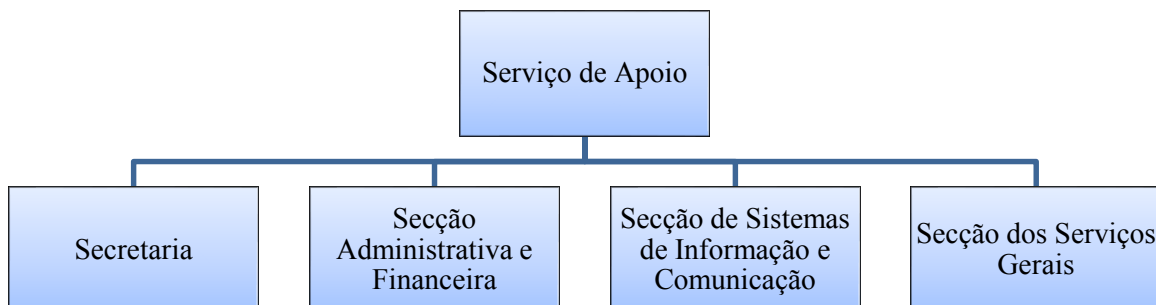 Serviço de Apoio
Secretaria
Secção
Administrativa e
Financeira
Secção de Sistemas
de Informação e
Comunicação
Secção dos Serviços
Gerais